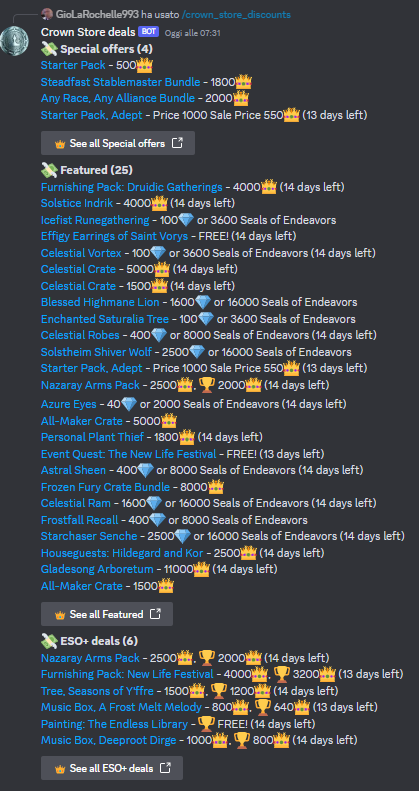 GioLaRochelle993 ha usato /crown_store_discounts
Crown Store deals BOT Oggi alle 07:31
💸 Special offers (4)
Starter Pack - 500👑
Steadfast Stablemaster Bundle - 1800👑
Any Race, Any Alliance Bundle - 2000👑
Starter Pack, Adept - Price 1000 Sale Price 550👑 (13 days left)
👑 See all Special offers
💸 Featured (25)
Furnishing Pack: Druidic Gatherings - 4000👑 (14 days left)
Solstice Indrik - 4000👑 (14 days left)
Icefist Runegathering - 100💎 or 3600 Seals of Endeavors
Effigy Earrings of Saint Vorys - FREE! (14 days left)
Celestial Vortex - 100💎 or 3600 Seals of Endeavors (14 days left)
Celestial Crate - 5000👑 (14 days left)
Celestial Crate - 1500👑 (14 days left)
Blessed Highmane Lion - 1600💎 or 16000 Seals of Endeavors
Enchanted Saturalia Tree - 100💎 or 3600 Seals of Endeavors
Celestial Robes - 400💎 or 8000 Seals of Endeavors (14 days left)
Solstheim Shiver Wolf - 2500💎 or 16000 Seals of Endeavors
Starter Pack, Adept - Price 1000 Sale Price 550👑 (13 days left)
Nazaray Arms Pack - 2500👑, 🏆 2000👑 (14 days left)
Azure Eyes - 40💎 or 2000 Seals of Endeavors (14 days left)
All-Maker Crate - 5000👑
Personal Plant Thief - 1800👑 (14 days left)
Event Quest: The New Life Festival - FREE! (13 days left)
Astral Sheen - 400💎 or 8000 Seals of Endeavors (14 days left)
Frozen Fury Crate Bundle - 8000👑
Celestial Ram - 1600💎 or 16000 Seals of Endeavors (14 days left)
Frostfall Recall - 400💎 or 8000 Seals of Endeavors
Starchaser Senche - 2500💎 or 16000 Seals of Endeavors (14 days left)
Houseguests: Hildegard and Kor - 2500👑 (14 days left)
Gladesong Arboretum - 11000👑 (14 days left)
All-Maker Crate - 1500👑
👑 See all Featured
💸 ESO+ deals (6)
Nazaray Arms Pack - 2500👑, 🏆 2000👑 (14 days left)
Furnishing Pack: New Life Festival - 4000👑, 🏆 3200👑 (13 days left)
Tree, Seasons of Y'ffre - 1500👑, 🏆 1200👑 (14 days left)
Music Box, A Frost Melt Melody - 800👑, 🏆 640👑 (13 days left)
Painting: The Endless Library - 🏆 FREE! (14 days left)
Music Box, Deeproot Dirge - 1000👑, 🏆 800👑 (14 days left)
👑 See all ESO+ deals